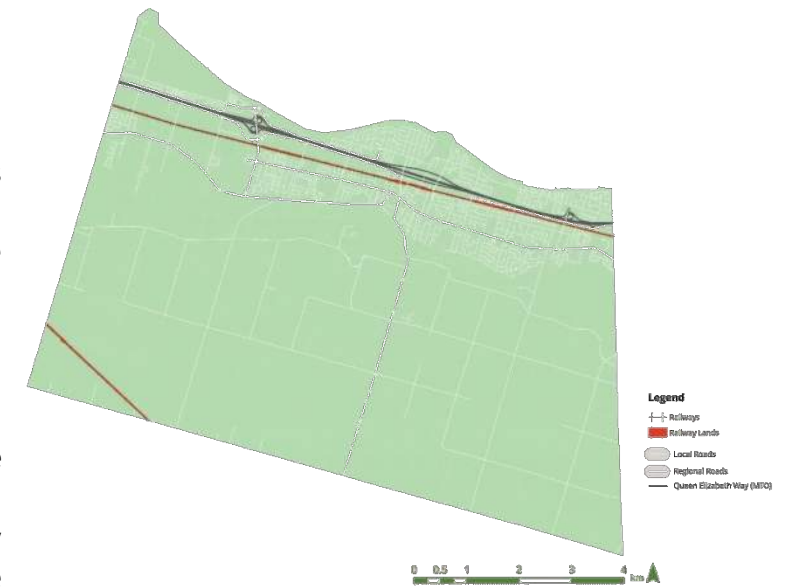 Legend
Railways
Railway Lands
Local Roads
Regional Roads
Queen Elizabeth Way (MTO)
0 0.5 1 2 3 4
km